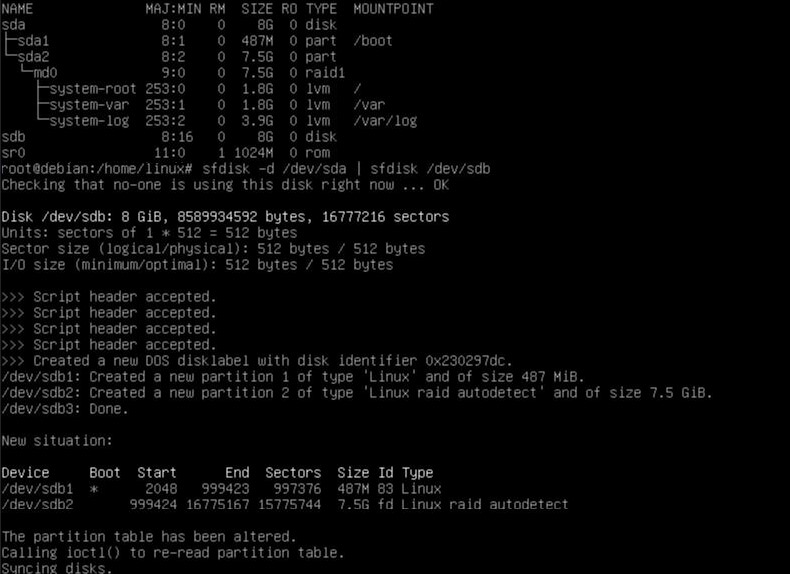 NAME MAJ:MIN RM SIZE RO TYPE MOUNTPOINT
sda 8:0 0 8G 0 disk
├─sda1 8:1 0 487M 0 part /boot
└─sda2 8:2 0 7.5G 0 part
  └─md0 9:0 0 7.5G 0 raid1
    ├─system-root 253:0 0 1.8G 0 lvm /
    ├─system-var 253:1 0 1.8G 0 lvm /var
    └─system-log 253:2 0 3.9G 0 lvm /var/log
sdb 8:16 0 8G 0 disk
sr0 11:0 1 1024M 0 rom
root@debian:/home/linux# sfdisk -d /dev/sda | sfdisk /dev/sdb
Checking that no-one is using this disk right now ... OK
Disk /dev/sdb: 8 GiB, 8589934592 bytes, 16777216 sectors
Units: sectors of 1 * 512 = 512 bytes
Sector size (logical/physical): 512 bytes / 512 bytes
I/O size (minimum/optimal): 512 bytes / 512 bytes
>>> Script header accepted.
>>> Script header accepted.
>>> Script header accepted.
>>> Script header accepted.
>>> Created a new DOS disklabel with disk identifier 0x230297dc.
/dev/sdb1: Created a new partition 1 of type 'Linux' and of size 487 MiB.
/dev/sdb2: Created a new partition 2 of type 'Linux raid autodetect' and of size 7.5 GiB.
/dev/sdb3: Done.
New situation:
Device Boot Start End Sectors Size Id Type
/dev/sdb1 * 2048 999423 997376 487M 83 Linux
/dev/sdb2 999424 16775167 15775744 7.5G fd Linux raid autodetect
The partition table has been altered.
Calling ioctl() to re-read partition table.
Syncing disks.